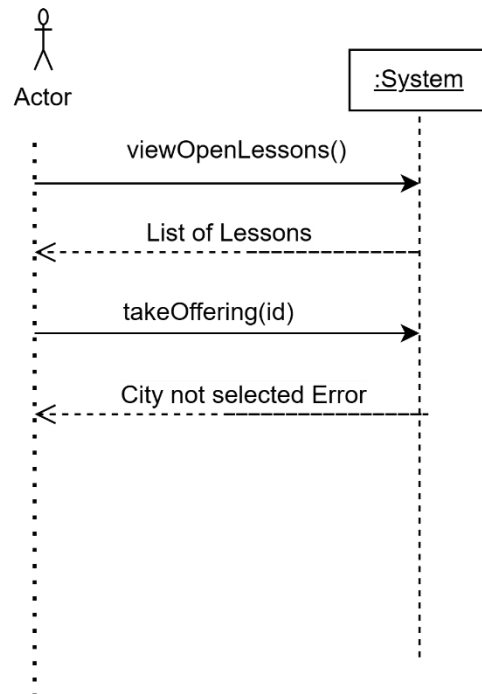 Actor
:System
viewOpenLessons()
List of Lessons
takeOffering(id)
City not selected Error